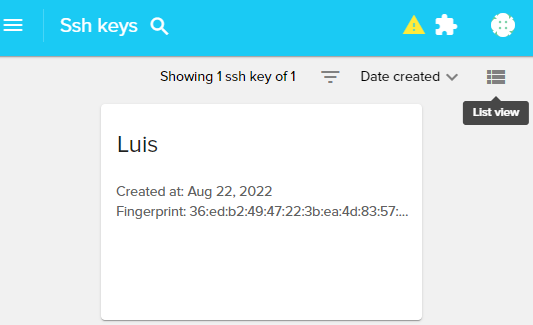 Ssh keys
Showing 1 ssh key of 1 Date created
List view
Luis
Created at: Aug 22, 2022
Fingerprint: 36:ed:b2:49:47:22:3b:ea:4d:83:57:...